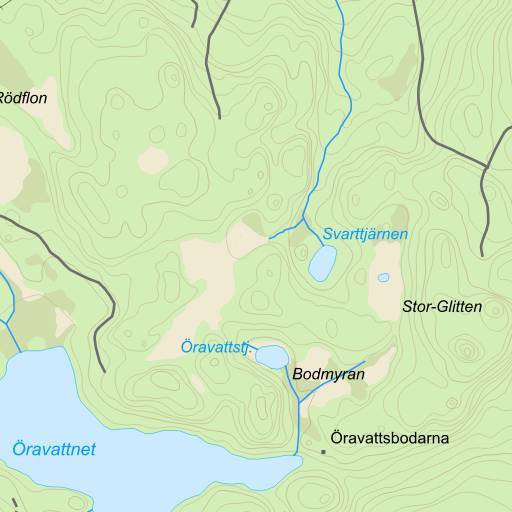 Rödflon
Svarttjärnen
Stor-Glitten
Öravattstj.
Bodmyran
Öravattsbodarna
Öravattnet